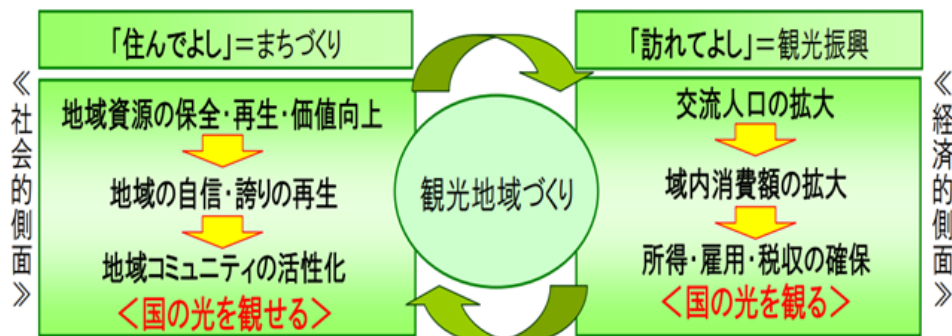 「住んでよし」＝まちづくり
《社会的側面》
地域資源の保全・再生・価値向上
地域の自信・誇りの再生
地域コミュニティの活性化
＜国の光を観せる＞
観光地域づくり
「訪れてよし」＝観光振興
交流人口の拡大
域内消費額の拡大
所得・雇用・税収の確保
＜国の光を観る＞
《経済的側面》